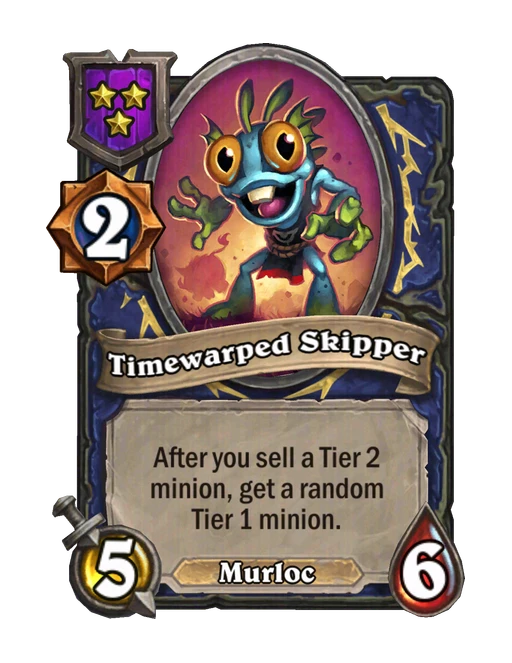 2
Timewarped Skipper
After you sell a Tier 2
minion, get a random
Tier 1 minion.
5
Murloc
6